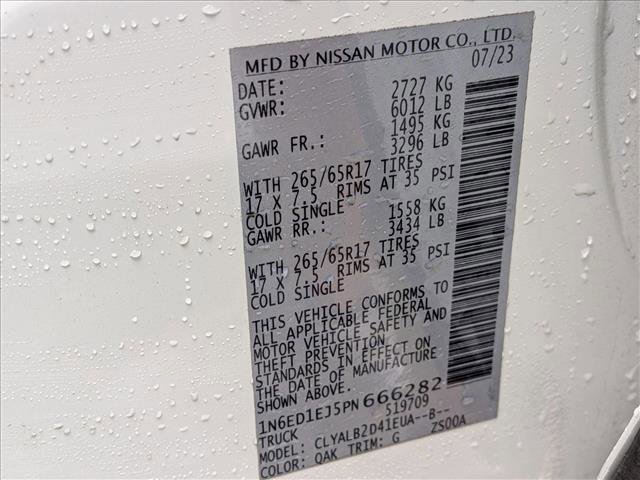 MFD BY NISSAN MOTOR CO., LTD.
DATE: 07/23
GVWR: 2727 KG
6012 LB
GAWR FR.: 1495 KG
3296 LB
WITH 265/65R17 TIRES
17 X 7.5 RIMS AT 35 PSI
COLD SINGLE
GAWR RR.: 1558 KG
3434 LB
WITH 265/65R17 TIRES
17 X 7.5 RIMS AT 35 PSI
COLD SINGLE
THIS VEHICLE CONFORMS TO
ALL APPLICABLE FEDERAL
MOTOR VEHICLE SAFETY AND
THEFT PREVENTION
STANDARDS IN EFFECT ON
THE DATE OF MANUFACTURE
SHOWN ABOVE.
1N6ED1EJ5PN666282
TRUCK 519709
MODEL: CLYALB2D41EUA--B--
COLOR: QAK TRIM: G ZS00A